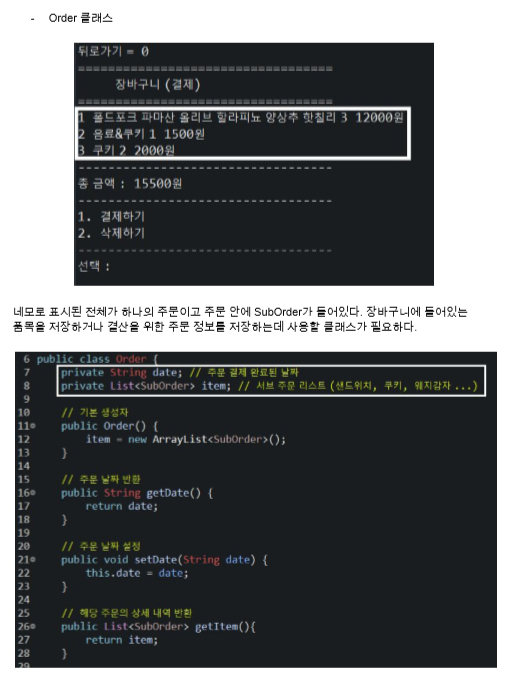 - Order 클래스
뒤로가기 = 0
==================================
장바구니 (결제)
==================================
1 풀드포크 파마산 올리브 할라피뇨 양상추 핫칠리 3 12000원
2 음료&쿠키 1 1500원
3 쿠키 2 2000원
----------------------------------
총 금액 : 15500원
----------------------------------
1. 결제하기
2. 삭제하기
----------------------------------
선택 :
네모로 표시된 전체가 하나의 주문이고 주문 안에 SubOrder가 들어있다. 장바구니에 들어있는
품목을 저장하거나 결산을 위한 주문 정보를 저장하는데 사용할 클래스가 필요하다.
6 public class Order {
7 private String date; // 주문 결제 완료된 날짜
8 private List<SubOrder> item; // 서브 주문 리스트 (샌드위치, 쿠키, 웨지감자 ...)
9
10 // 기본 생성자
11 public Order() {
12 item = new ArrayList<SubOrder>();
13 }
14
15 // 주문 날짜 반환
16 public String getDate() {
17 return date;
18 }
19
20 // 주문 날짜 설정
21 public void setDate(String date) {
22 this.date = date;
23 }
24
25 // 해당 주문의 상세 내역 반환
26 public List<SubOrder> getItem(){
27 return item;
28 }
29